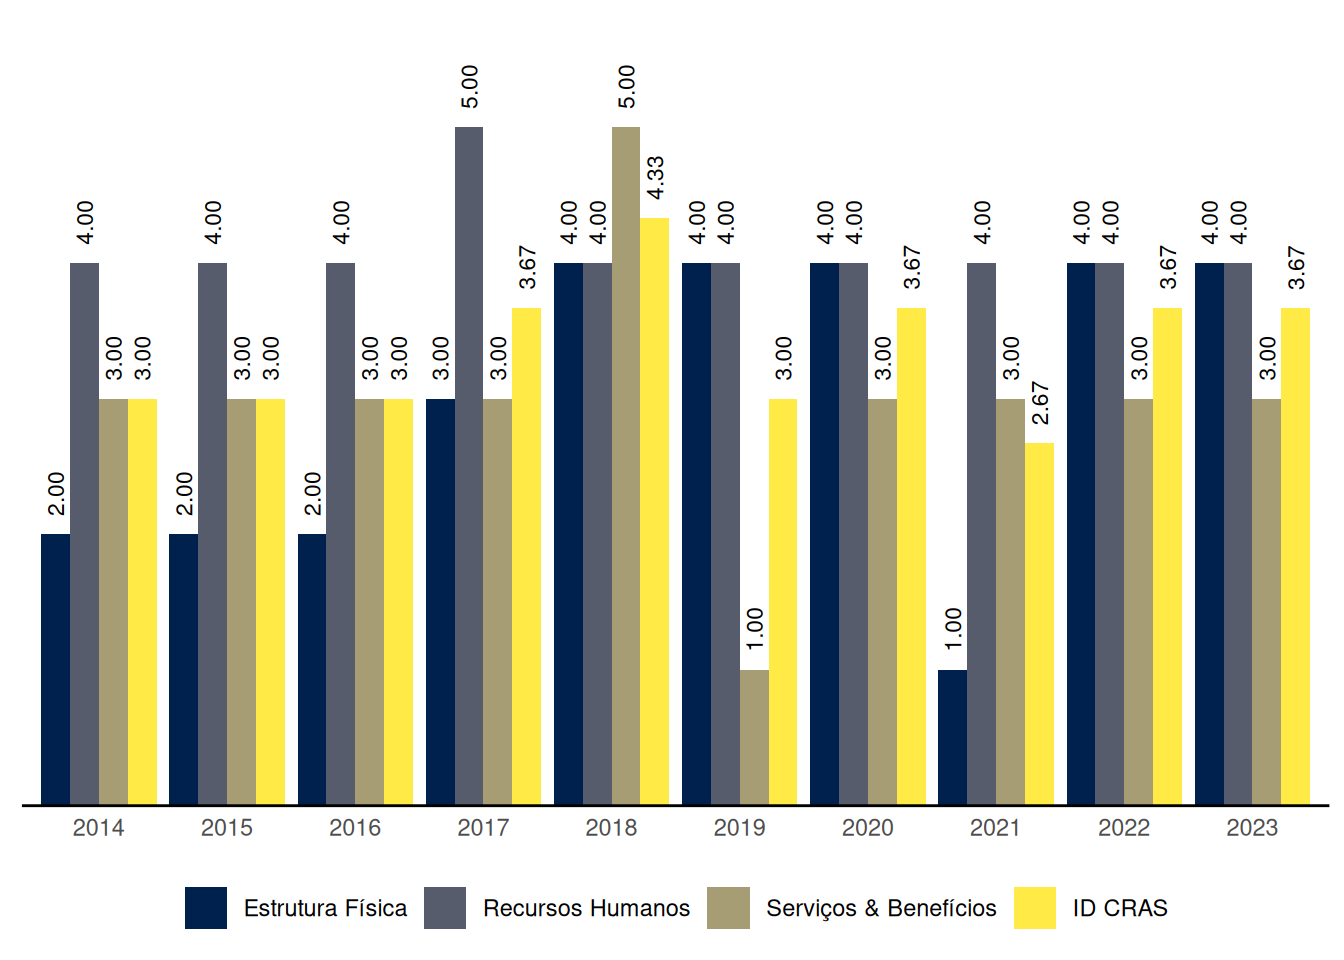 5.00 5.00
4.33
4.00 4.00 4.00 4.00 4.00 4.00 4.00 4.00 4.00 4.00 4.00 4.00 4.00 4.00
3.67 3.67 3.67 3.67
3.00 3.00 3.00 3.00 3.00 3.00 3.00 3.00 3.00 3.00 3.00 3.00 3.00
2.67
2.00 2.00 2.00
1.00 1.00
2014 2015 2016 2017 2018 2019 2020 2021 2022 2023
Estrutura Física Recursos Humanos Serviços & Benefícios ID CRAS